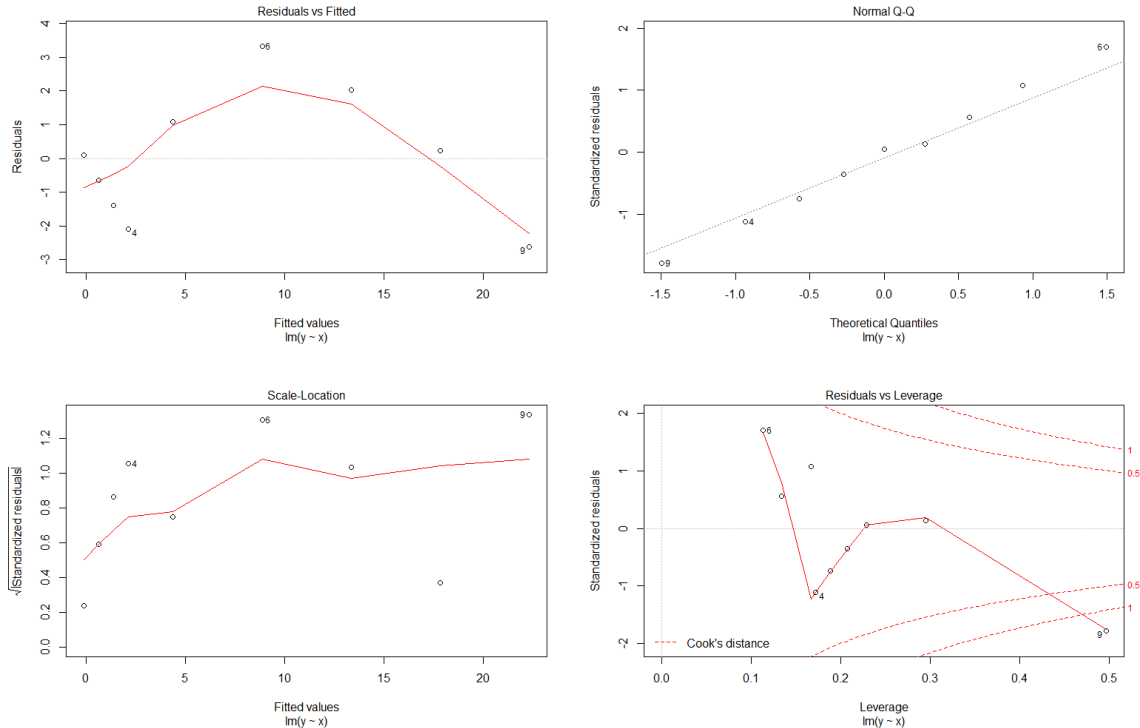 Residuals vs Fitted
4
3
2
1
0
-1
-2
-3
Residuals
6
4
9
0 5 10 15 20
Fitted values
lm(y ~ x)
Normal Q-Q
2
1
0
-1
Standardized residuals
6
4
9
-1.5 -1.0 -0.5 0.0 0.5 1.0 1.5
Theoretical Quantiles
lm(y ~ x)
Scale-Location
1.2
1.0
0.8
0.6
0.4
0.2
0.0
√|Standardized residuals|
6
9
4
0 5 10 15 20
Fitted values
lm(y ~ x)
Residuals vs Leverage
2
1
0
-1
-2
Standardized residuals
6
4
9
1
0.5
0.5
1
Cook's distance
0.0 0.1 0.2 0.3 0.4 0.5
Leverage
lm(y ~ x)